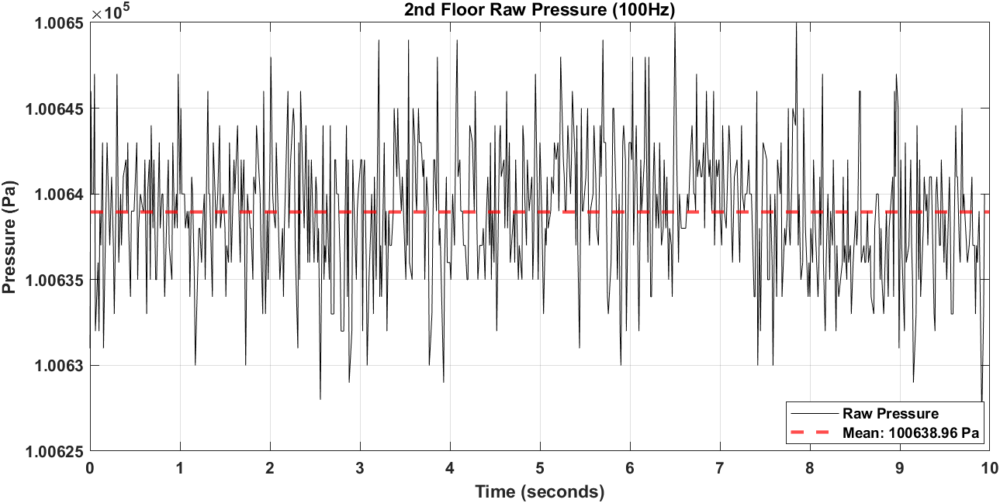 2nd Floor Raw Pressure (100Hz)
×10^5
1.0065
1.00645
1.0064
1.00635
1.0063
1.00625
Pressure (Pa)
Raw Pressure
Mean: 100638.96 Pa
0 1 2 3 4 5 6 7 8 9 10
Time (seconds)